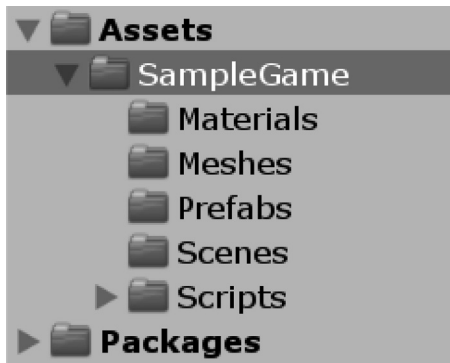 Assets
SampleGame
Materials
Meshes
Prefabs
Scenes
Scripts
Packages